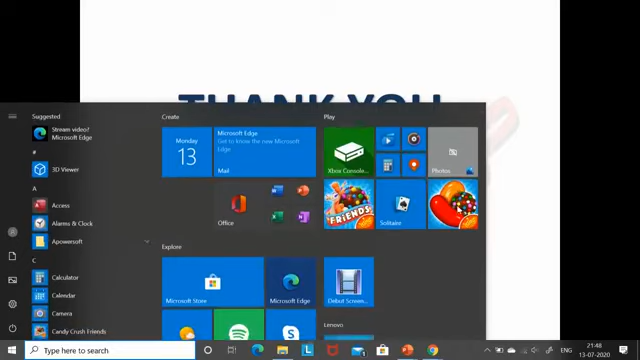 THANK YOU
Suggested
Stream video?
Microsoft Edge
#
3D Viewer
A
Access
Alarms & Clock
Apowersoft
C
Calculator
Calendar
Camera
Candy Crush Friends
Create
Monday
13
Microsoft Edge
Get to know the new Microsoft
Edge
Mail
Office
Explore
Microsoft Store
Microsoft Edge
Play
Xbox Console...
Photos
FRIENDS
Solitaire
Debut Screen...
Lenovo
Type here to search
ENG
21:48
13-07-2020